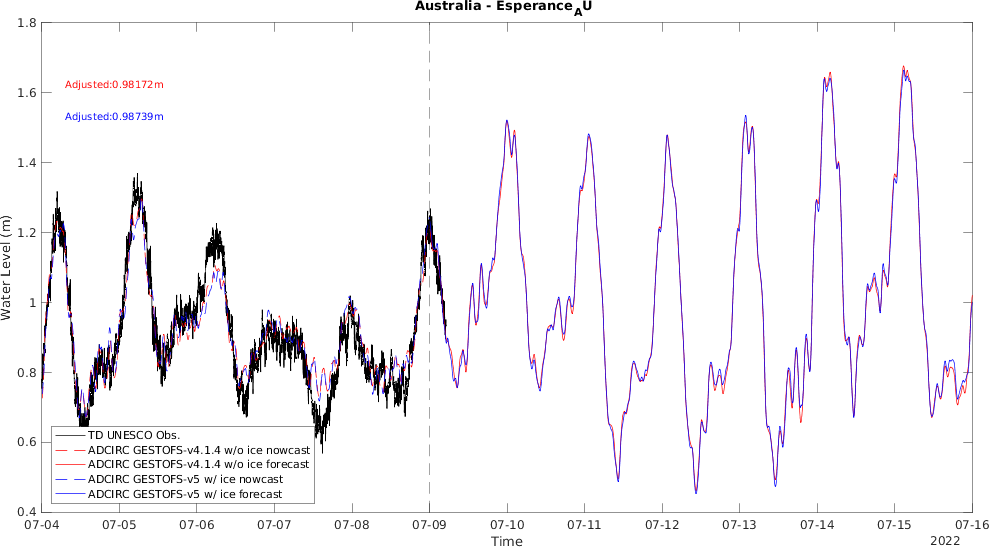 Australia - Esperance_AU
1.8
1.6
1.4
1.2
1
0.8
0.6
0.4
Water Level (m)
Adjusted:0.98172m
Adjusted:0.98739m
TD UNESCO Obs.
ADCIRC GESTOFS-v4.1.4 w/o ice nowcast
ADCIRC GESTOFS-v4.1.4 w/o ice forecast
ADCIRC GESTOFS-v5 w/ ice nowcast
ADCIRC GESTOFS-v5 w/ ice forecast
07-04 07-05 07-06 07-07 07-08 07-09 07-10 07-11 07-12 07-13 07-14 07-15 07-16
Time
2022